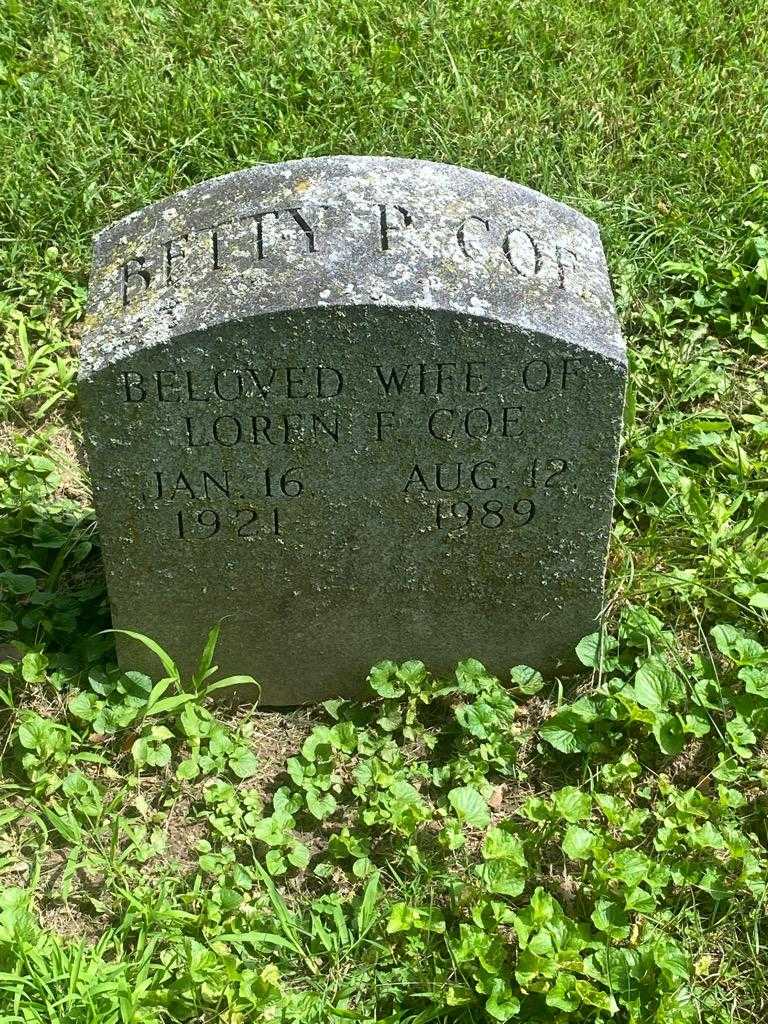 BETTY P. COE
BELOVED WIFE OF
LOREN F. COE
JAN. 16 AUG. 12.
1921 1989